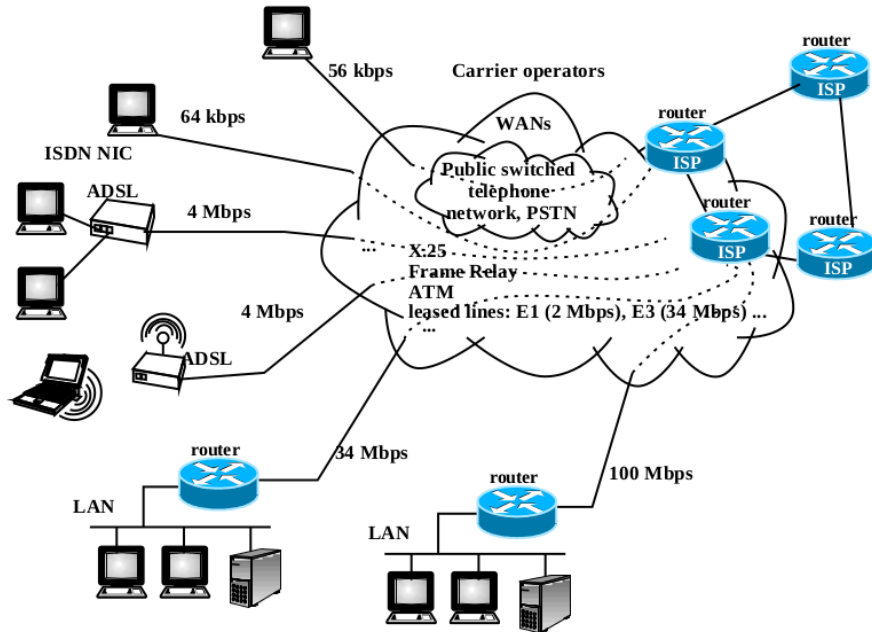 router
ISP
56 kbps
Carrier operators
router
ISP
64 kbps
WANs
ISDN NIC
Public switched
telephone
network, PSTN
ADSL
4 Mbps
router
ISP
router
ISP
...
X.25
Frame Relay
ATM
leased lines: E1 (2 Mbps), E3 (34 Mbps) ...
...
4 Mbps
ADSL
router
34 Mbps
LAN
router
100 Mbps
LAN